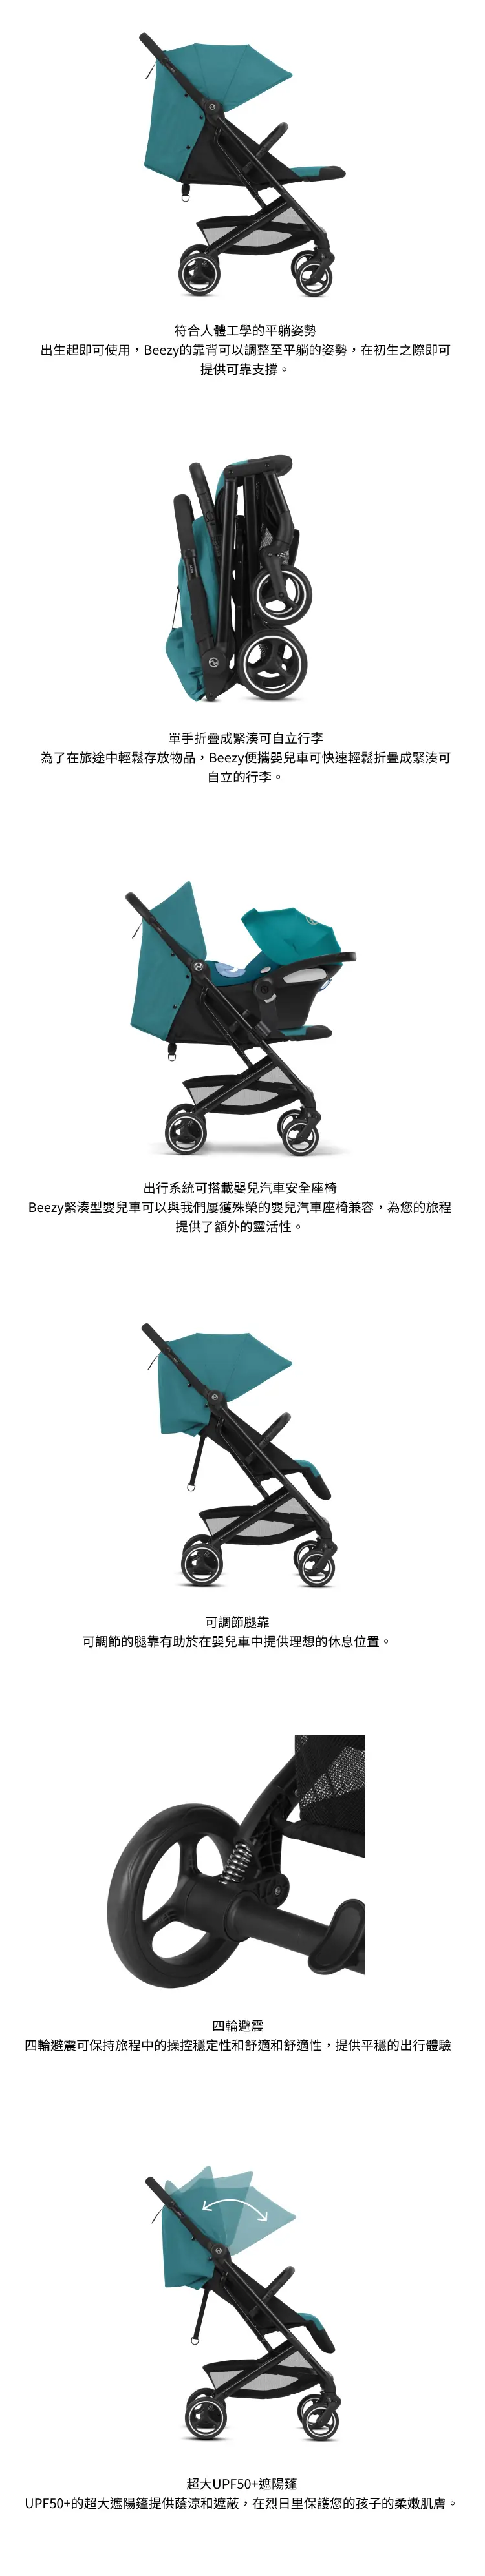 符合人體工學的平躺姿勢
出生起即可使用，Beezy的靠背可以調整至平躺的姿勢，在初生之際即可
提供可靠支撐。
單手折疊成緊湊可自立行李
為了在旅途中輕鬆存放物品，Beezy便攜嬰兒車可快速輕鬆折疊成緊湊可
自立的行李。
出行系統可搭載嬰兒汽車安全座椅
Beezy緊湊型嬰兒車可以與我們屢獲殊榮的嬰兒汽車座椅兼容，為您的旅程
提供了額外的靈活性。
可調節腿靠
可調節的腿靠有助於在嬰兒車中提供理想的休息位置。
四輪避震
四輪避震可保持旅程中的操控穩定性和舒適和舒適性，提供平穩的出行體驗
超大UPF50+遮陽蓬
UPF50+的超大遮陽篷提供蔭涼和遮蔽，在烈日里保護您的孩子的柔嫩肌膚。